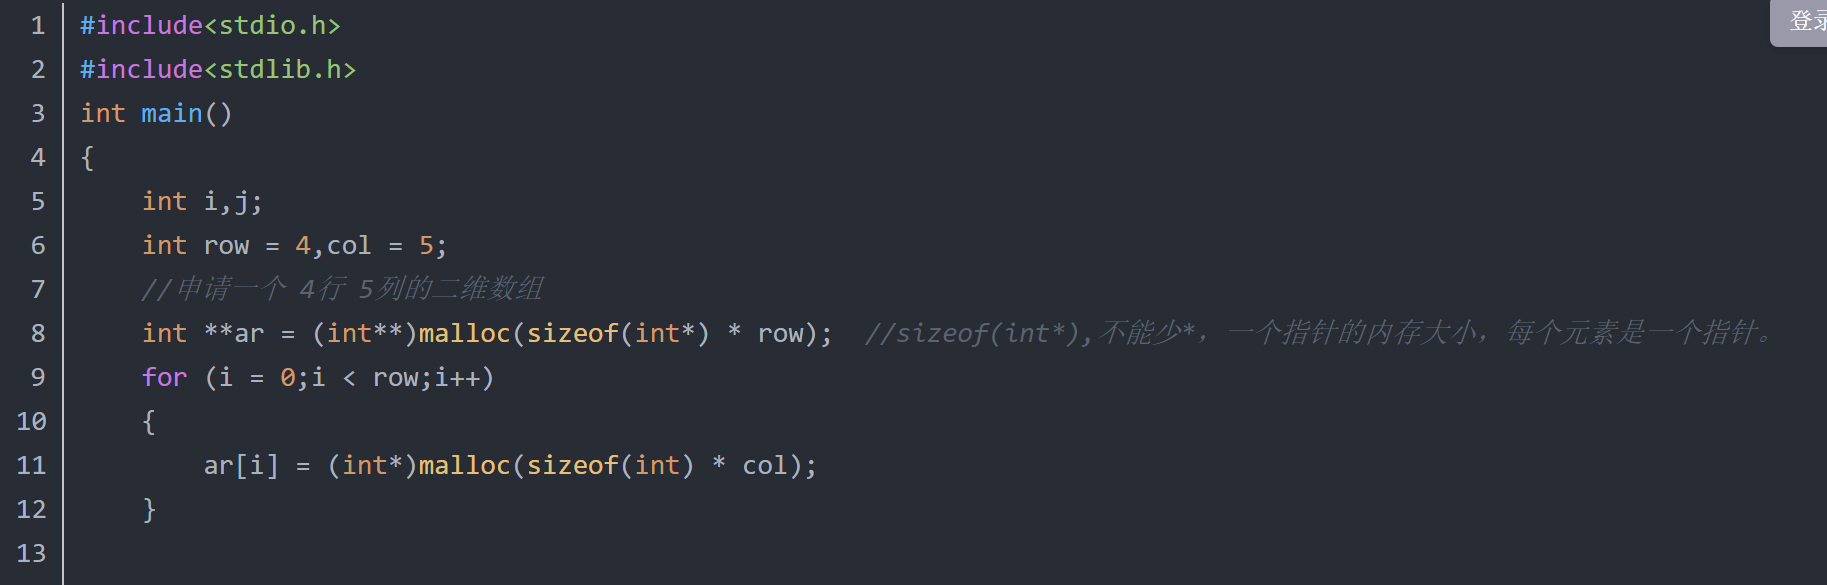 1 #include<stdio.h>
2 #include<stdlib.h>
3 int main()
4 {
5     int i,j;
6     int row = 4,col = 5;
7     //申请一个 4行 5列的二维数组
8     int **ar = (int**)malloc(sizeof(int*) * row);  //sizeof(int*),不能少*，一个指针的内存大小，每个元素是一个指针。
9     for (i = 0;i < row;i++)
10     {
11         ar[i] = (int*)malloc(sizeof(int) * col);
12     }
13
登录